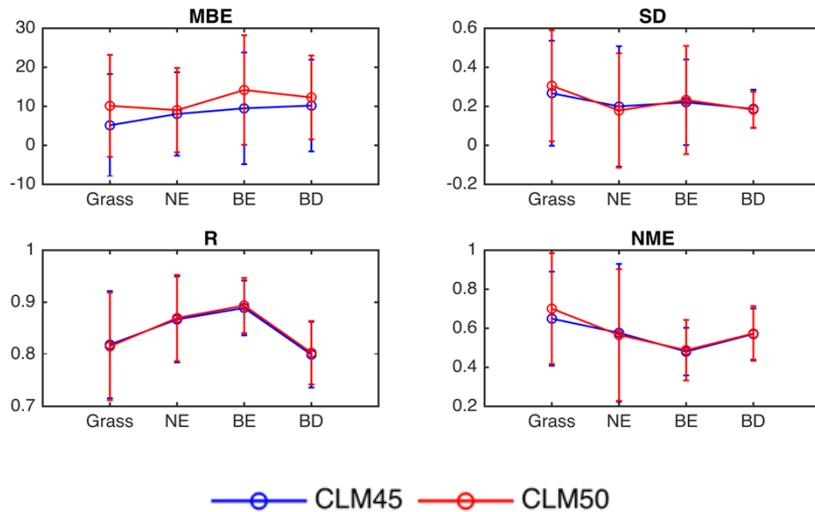 MBE
30
20
10
0
-10
Grass NE BE BD
SD
0.6
0.4
0.2
0
-0.2
Grass NE BE BD
R
1
0.9
0.8
0.7
Grass NE BE BD
NME
1
0.8
0.6
0.4
0.2
Grass NE BE BD
CLM45 CLM50